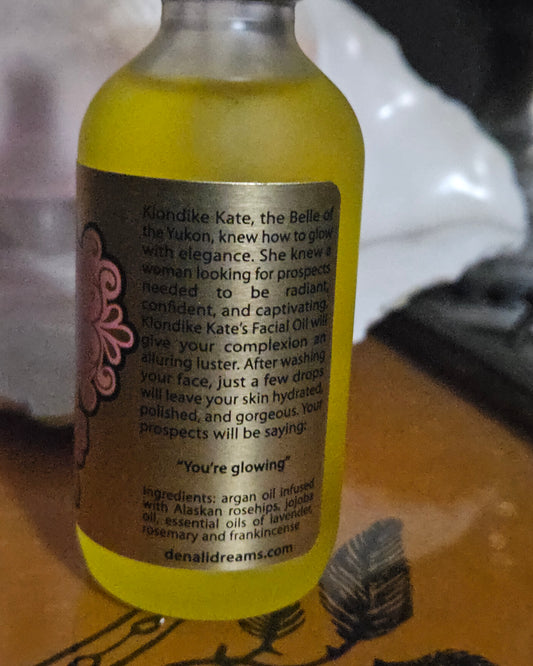 Klondike Kate, the Belle of
the Yukon, knew how to glow
with elegance. She knew a
woman looking for prospects
needed to be radiant,
confident, and captivating.
Klondike Kate's Facial Oil will
give your complexion an
alluring luster. After washing
your face, just a few drops
will leave your skin hydrated,
polished, and gorgeous. Your
prospects will be saying:
"You're glowing"
Ingredients: argan oil infused
with Alaskan rosehips, jojoba
oil, essential oils of lavender,
rosemary and frankincense
denalidreams.com